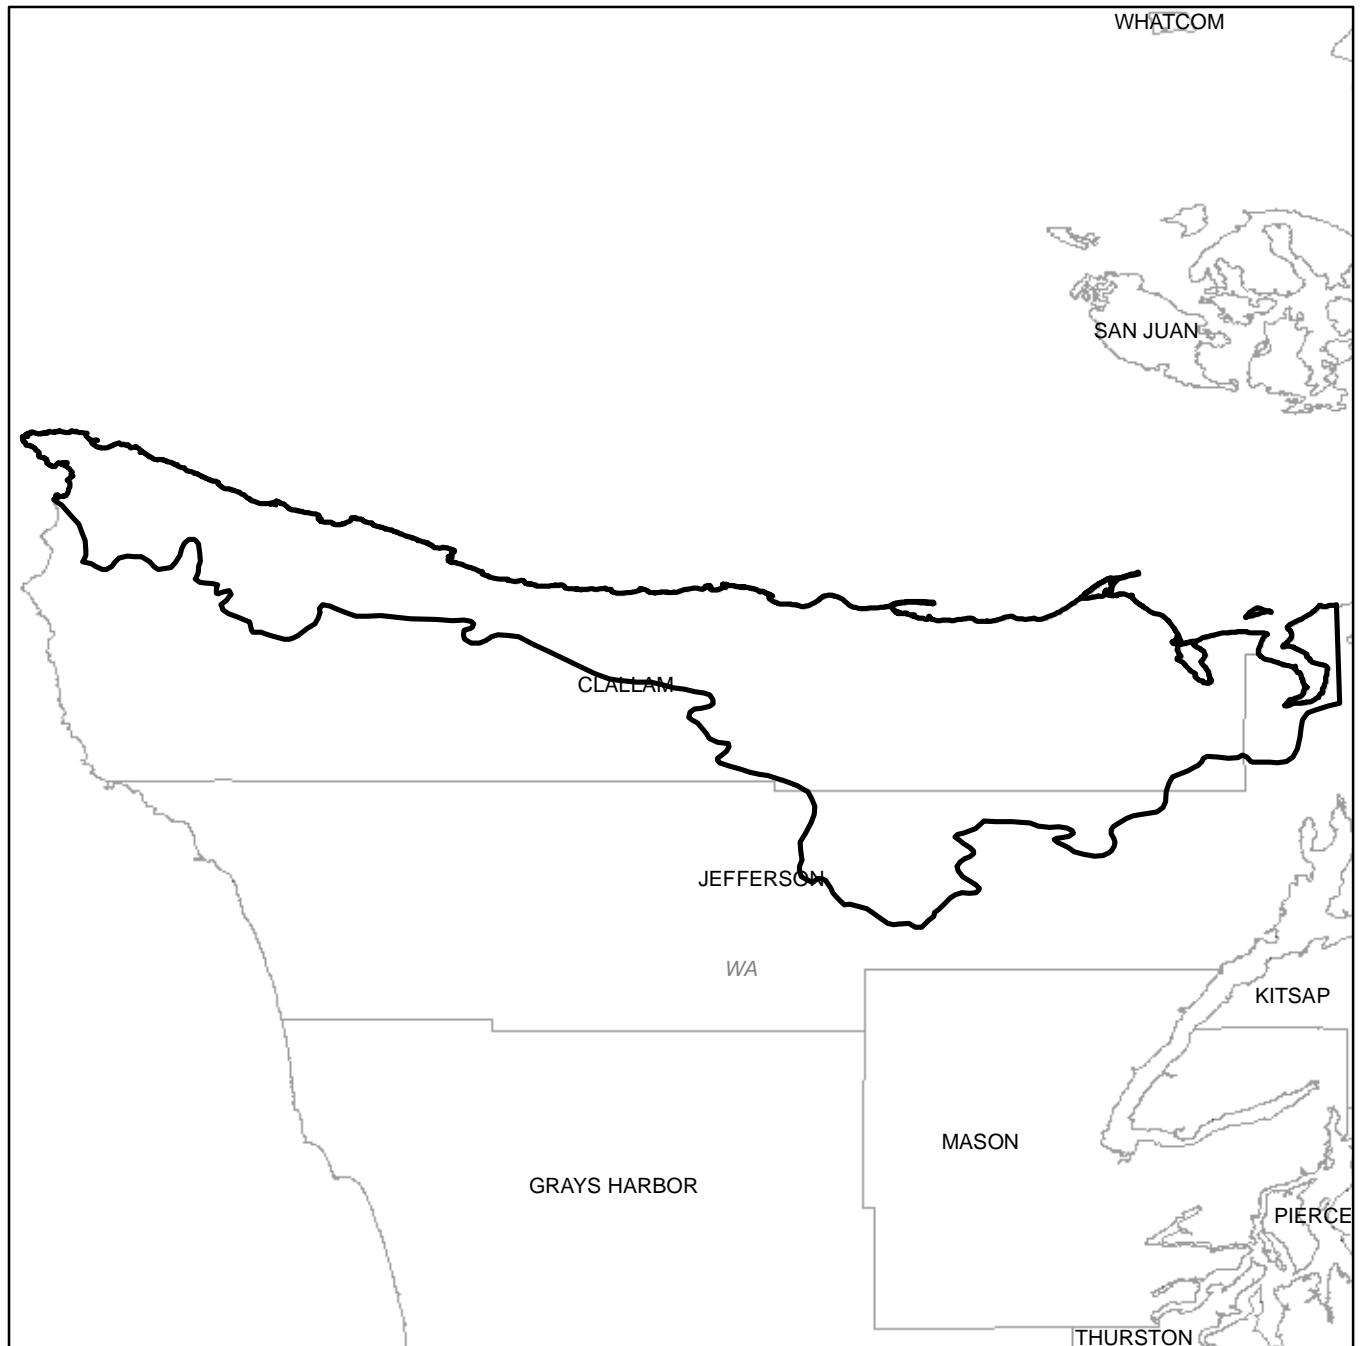 WHATCOM
SAN JUAN
CLALLAM
JEFFERSON
WA
KITSAP
MASON
GRAYS HARBOR
PIERCE
THURSTON